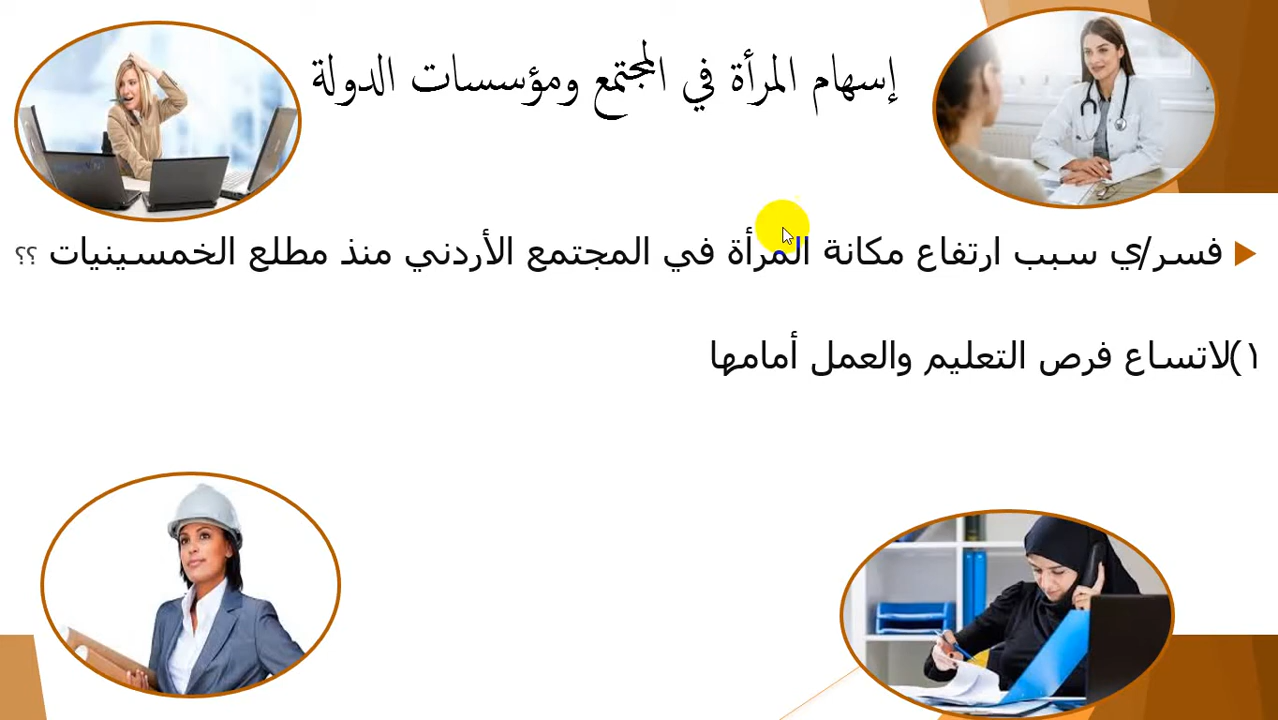 إسهام المرأة في المجتمع ومؤسسات الدولة
فسر/ي سبب ارتفاع مكانة المرأة في المجتمع الأردني منذ مطلع الخمسينيات ؟؟
١)لاتساع فرص التعليم والعمل أمامها